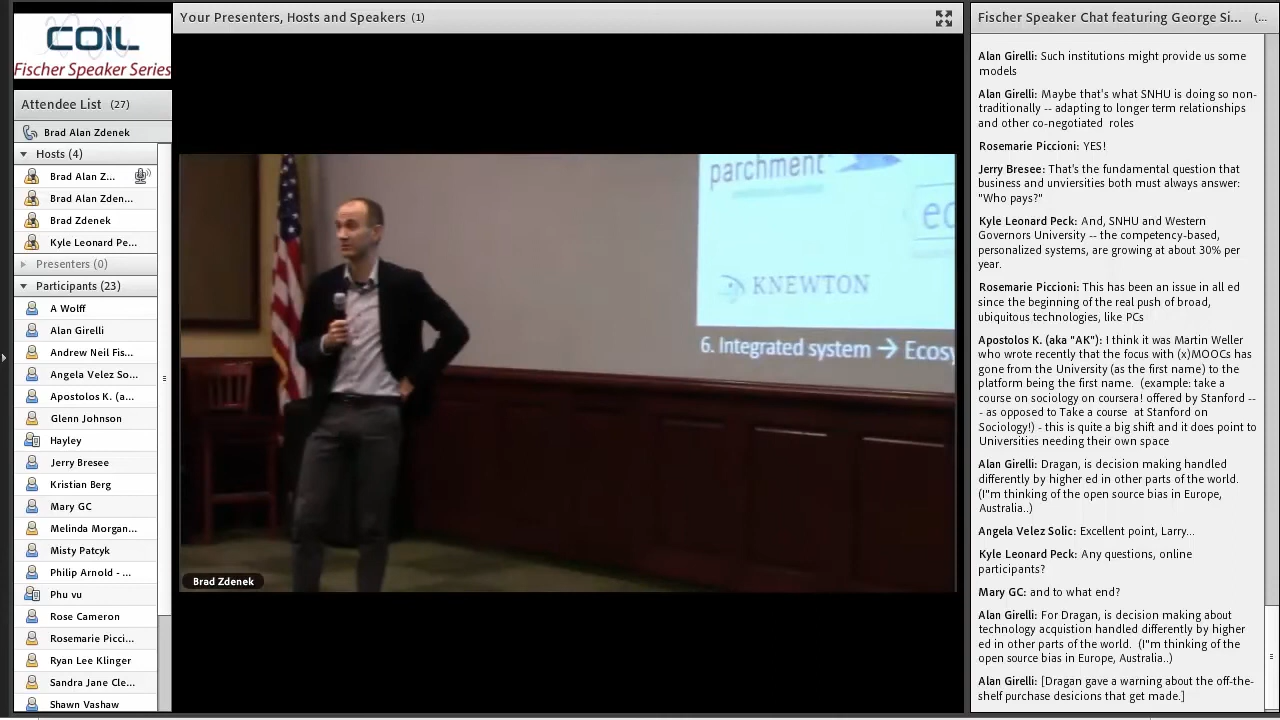 COIL
Fischer Speaker Series
Attendee List (27)
Brad Alan Zdenek
Hosts (4)
Brad Alan Z...
Brad Alan Zden...
Brad Zdenek
Kyle Leonard Pe...
Presenters (0)
Participants (23)
A Wolff
Alan Girelli
Andrew Neil Fis...
Angela Velez So...
Apostolos K. (a...
Glenn Johnson
Hayley
Jerry Bresee
Kristian Berg
Mary GC
Melinda Morgan...
Misty Patcyk
Philip Arnold - ...
Phu vu
Rose Cameron
Rosemarie Picci...
Ryan Lee Klinger
Sandra Jane Cle...
Shawn Vashaw
Your Presenters, Hosts and Speakers (1)
parchment
KNEWTON
6. Integrated system → Ecosy
Brad Zdenek
Fischer Speaker Chat featuring George Si... (...
Alan Girelli: Such institutions might provide us some
models
Alan Girelli: Maybe that's what SNHU is doing so non-
traditionally -- adapting to longer term relationships
and other co-negotiated roles
Rosemarie Piccioni: YES!
Jerry Bresee: That's the fundamental question that
business and unviersities both must always answer:
"Who pays?"
Kyle Leonard Peck: And, SNHU and Western
Governors University -- the competency-based,
personalized systems, are growing at about 30% per
year.
Rosemarie Piccioni: This has been an issue in all ed
since the beginning of the real push of broad,
ubiquitous technologies, like PCs
Apostolos K. (aka "AK"): I think it was Martin Weller
who wrote recently that the focus with (x)MOOCs has
gone from the University (as the first name) to the
platform being the first name. (example: take a
course on sociology on coursera! offered by Stanford --
- as opposed to Take a course at Stanford on
Sociology!) - this is quite a big shift and it does point to
Universities needing their own space
Alan Girelli: Dragan, is decision making handled
differently by higher ed in other parts of the world.
(I"m thinking of the open source bias in Europe,
Australia..)
Angela Velez Solic: Excellent point, Larry...
Kyle Leonard Peck: Any questions, online
participants?
Mary GC: and to what end?
Alan Girelli: For Dragan, is decision making about
technology acquistion handled differently by higher
ed in other parts of the world. (I"m thinking of the
open source bias in Europe, Australia..)
Alan Girelli: [Dragan gave a warning about the off-the-
shelf purchase desicions that get made.]